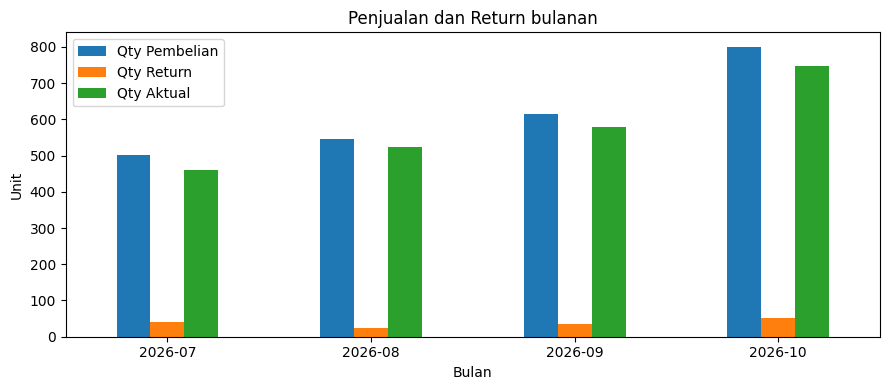 Penjualan dan Return bulanan
Qty Pembelian
Qty Return
Qty Aktual
800
700
600
500
400
300
200
100
0
Unit
2026-07 2026-08 2026-09 2026-10
Bulan